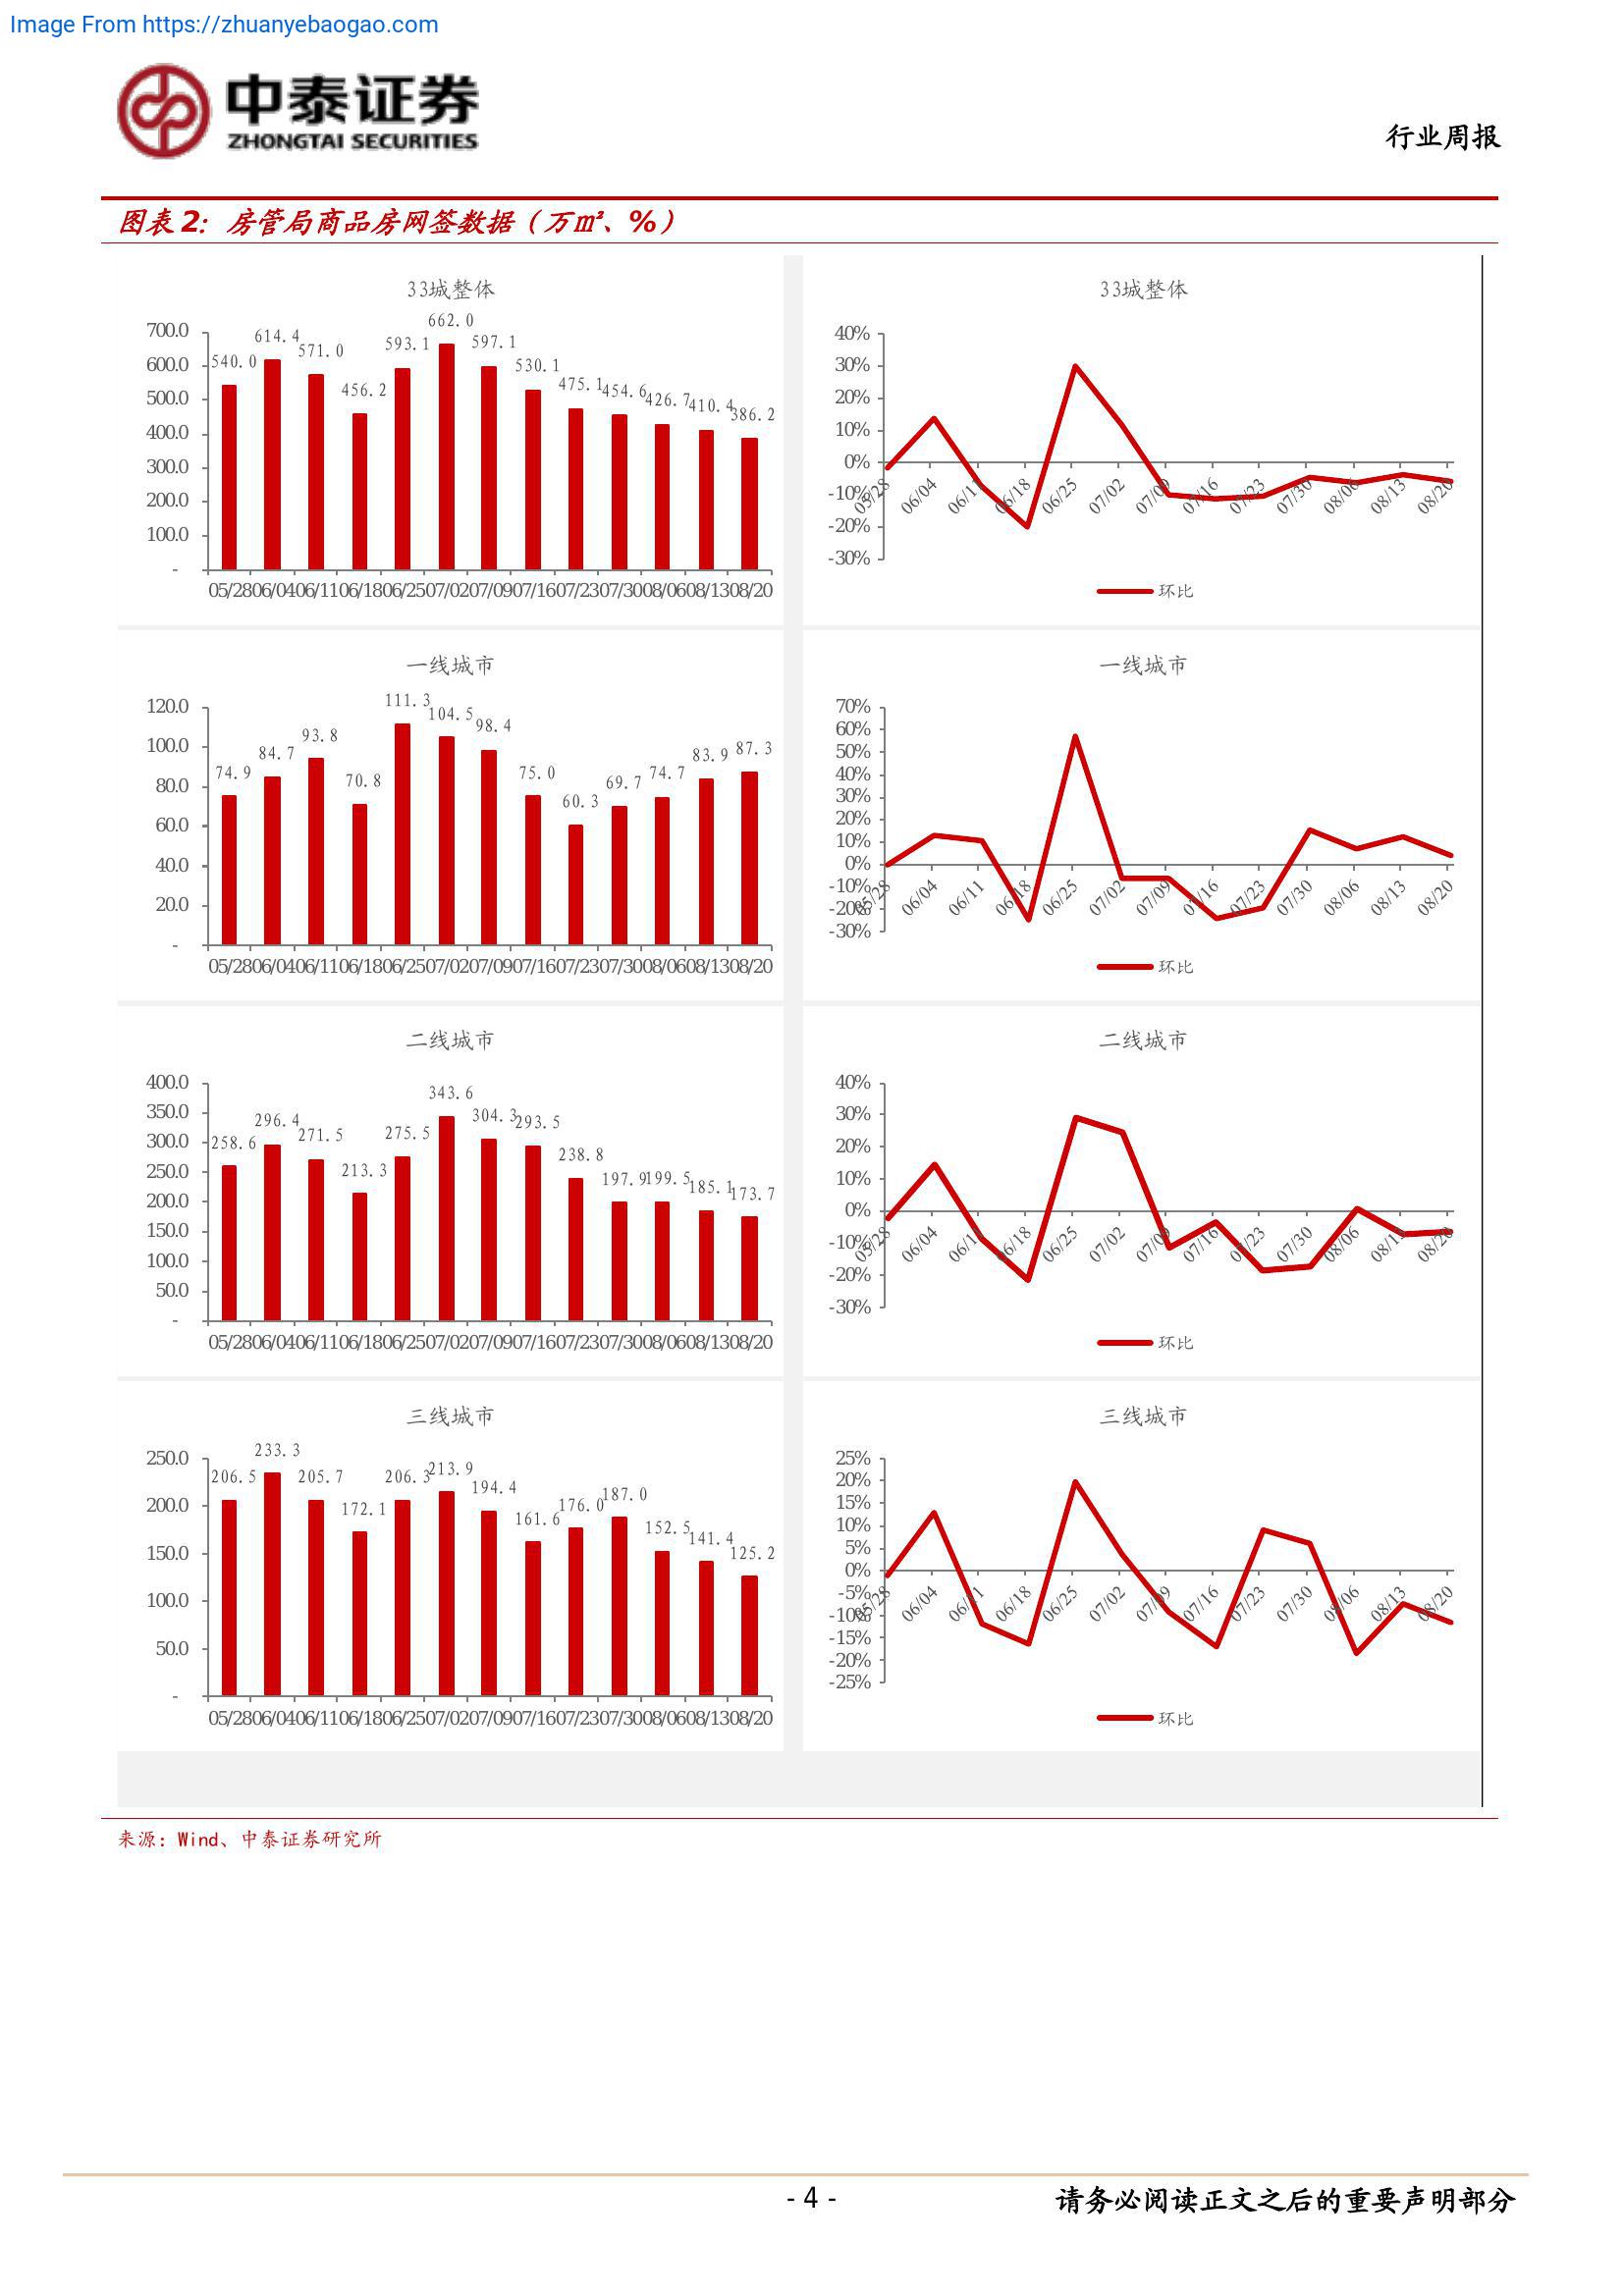 Image From https://zhuanyebaogao.com
中泰证券
ZHONGTAI SECURITIES
行业周报
图表 2：房管局商品房网签数据（万㎡、%）
33城整体
700.0
600.0
500.0
400.0
300.0
200.0
100.0
-
540.0 614.4 571.0 456.2 593.1 662.0 597.1 530.1 475.1 454.6 426.7 410.4 386.2
05/28 06/04 06/11 06/18 06/25 07/02 07/09 07/16 07/23 07/30 08/06 08/13 08/20
33城整体
40%
30%
20%
10%
0%
-10%
-20%
-30%
05/28 06/04 06/11 06/18 06/25 07/02 07/09 07/16 07/23 07/30 08/06 08/13 08/20
环比
一线城市
120.0
100.0
80.0
60.0
40.0
20.0
-
74.9 84.7 93.8 70.8 111.3 104.5 98.4 75.0 60.3 69.7 74.7 83.9 87.3
05/28 06/04 06/11 06/18 06/25 07/02 07/09 07/16 07/23 07/30 08/06 08/13 08/20
一线城市
70%
60%
50%
40%
30%
20%
10%
0%
-10%
-20%
-30%
05/28 06/04 06/11 06/18 06/25 07/02 07/09 07/16 07/23 07/30 08/06 08/13 08/20
环比
二线城市
400.0
350.0
300.0
250.0
200.0
150.0
100.0
50.0
-
258.6 296.4 271.5 213.3 275.5 343.6 304.3 293.5 238.8 197.9 199.5 185.1 173.7
05/28 06/04 06/11 06/18 06/25 07/02 07/09 07/16 07/23 07/30 08/06 08/13 08/20
二线城市
40%
30%
20%
10%
0%
-10%
-20%
-30%
05/28 06/04 06/11 06/18 06/25 07/02 07/09 07/16 07/23 07/30 08/06 08/13 08/20
环比
三线城市
250.0
200.0
150.0
100.0
50.0
-
206.5 233.3 205.7 172.1 206.3 213.9 194.4 161.6 176.0 187.0 152.5 141.4 125.2
05/28 06/04 06/11 06/18 06/25 07/02 07/09 07/16 07/23 07/30 08/06 08/13 08/20
三线城市
25%
20%
15%
10%
5%
0%
-5%
-10%
-15%
-20%
-25%
05/28 06/04 06/11 06/18 06/25 07/02 07/09 07/16 07/23 07/30 08/06 08/13 08/20
环比
来源：Wind、中泰证券研究所
- 4 -
请务必阅读正文之后的重要声明部分